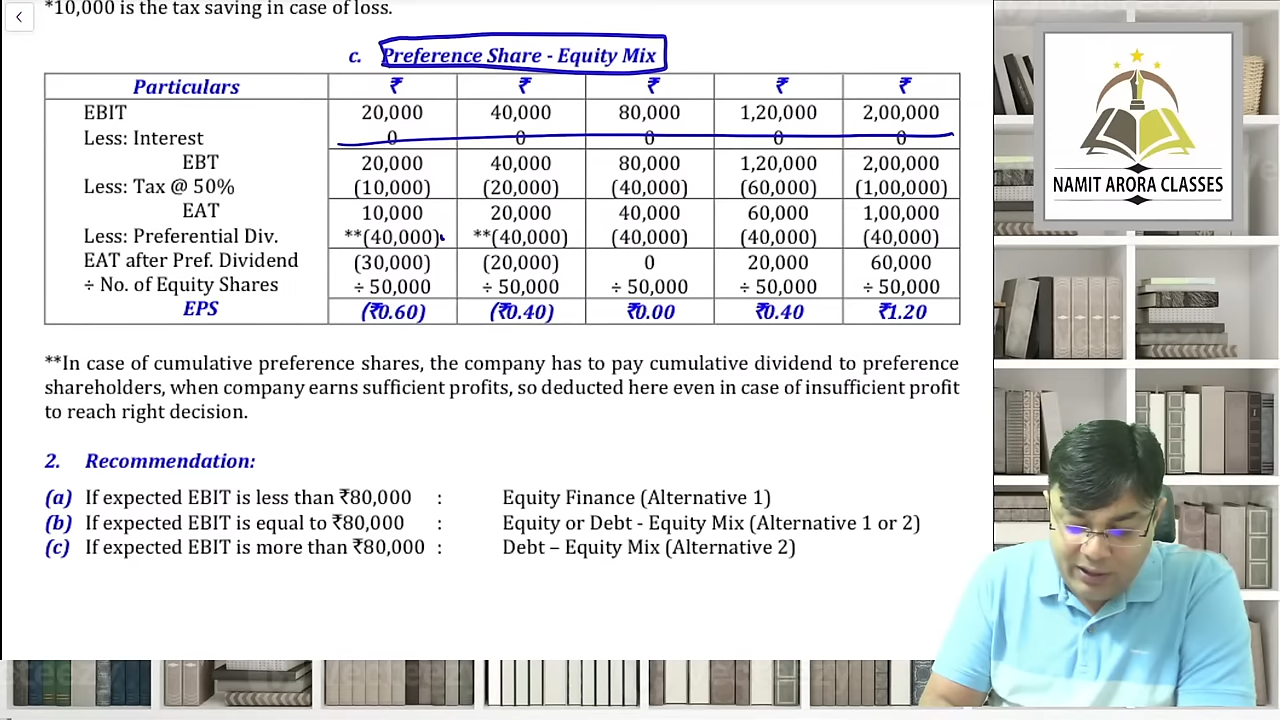 *10,000 is the tax saving in case of loss.
c. Preference Share - Equity Mix
Particulars ₹ ₹ ₹ ₹ ₹
EBIT 20,000 40,000 80,000 1,20,000 2,00,000
Less: Interest 0 0 0 0 0
EBT 20,000 40,000 80,000 1,20,000 2,00,000
Less: Tax @ 50% (10,000) (20,000) (40,000) (60,000) (1,00,000)
EAT 10,000 20,000 40,000 60,000 1,00,000
Less: Preferential Div. **(40,000) **(40,000) (40,000) (40,000) (40,000)
EAT after Pref. Dividend (30,000) (20,000) 0 20,000 60,000
÷ No. of Equity Shares ÷ 50,000 ÷ 50,000 ÷ 50,000 ÷ 50,000 ÷ 50,000
EPS (₹0.60) (₹0.40) ₹0.00 ₹0.40 ₹1.20
**In case of cumulative preference shares, the company has to pay cumulative dividend to preference
shareholders, when company earns sufficient profits, so deducted here even in case of insufficient profit
to reach right decision.
2. Recommendation:
(a) If expected EBIT is less than ₹80,000 : Equity Finance (Alternative 1)
(b) If expected EBIT is equal to ₹80,000 : Equity or Debt - Equity Mix (Alternative 1 or 2)
(c) If expected EBIT is more than ₹80,000 : Debt – Equity Mix (Alternative 2)
NAMIT ARORA CLASSES